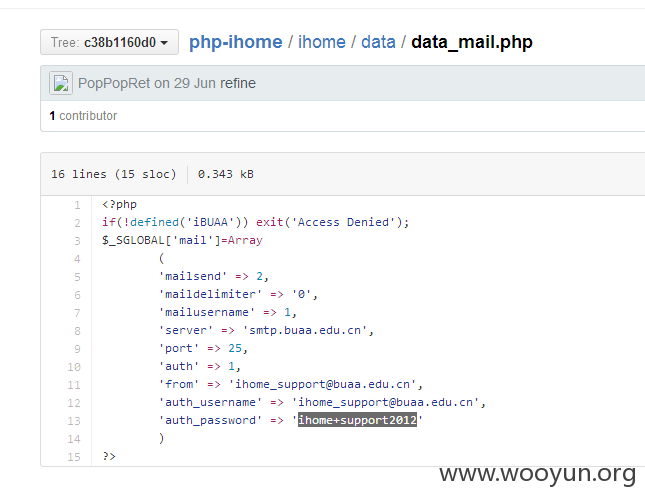 Tree: c38b1160d0 php-ihome / ihome / data / data_mail.php
PopPopRet on 29 Jun refine
1 contributor
16 lines (15 sloc) 0.343 kB
1 <?php
2 if(!defined('iBUAA')) exit('Access Denied');
3 $_SGLOBAL['mail']=Array
4 (
5 'mailsend' => 2,
6 'maildelimiter' => '0',
7 'mailusername' => 1,
8 'server' => 'smtp.buaa.edu.cn',
9 'port' => 25,
10 'auth' => 1,
11 'from' => 'ihome_support@buaa.edu.cn',
12 'auth_username' => 'ihome_support@buaa.edu.cn',
13 'auth_password' => 'ihome+support2012'
14 )
15 ?>
www.wooyun.org